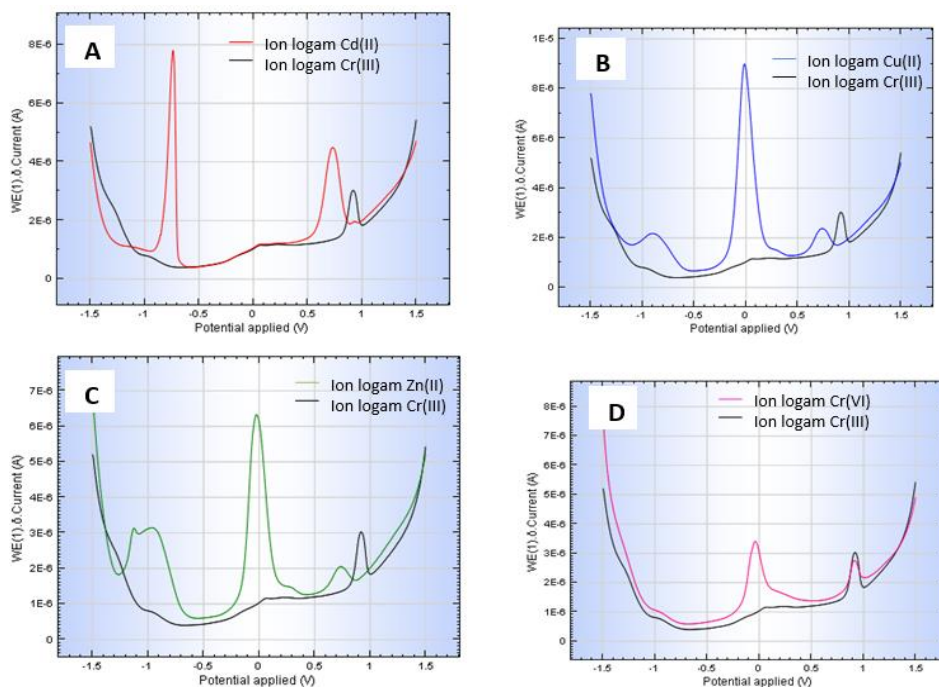 A
Ion logam Cd(II)
Ion logam Cr(III)
8E-6
6E-6
4E-6
2E-6
0
WE(1).δ.Current (A)
-1.5
-1
-0.5
0
0.5
1
1.5
Potential applied (V)
B
Ion logam Cu(II)
Ion logam Cr(III)
1E-5
8E-6
6E-6
4E-6
2E-6
0
WE(1).δ.Current (A)
-1.5
-1
-0.5
0
0.5
1
1.5
Potential applied (V)
C
Ion logam Zn(II)
Ion logam Cr(III)
7E-6
6E-6
5E-6
4E-6
3E-6
2E-6
1E-6
0
WE(1).δ.Current (A)
-1.5
-1
-0.5
0
0.5
1
1.5
Potential applied (V)
D
Ion logam Cr(VI)
Ion logam Cr(III)
8E-6
7E-6
6E-6
5E-6
4E-6
3E-6
2E-6
1E-6
0
WE(1).δ.Current (A)
-1.5
-1
-0.5
0
0.5
1
1.5
Potential applied (V)